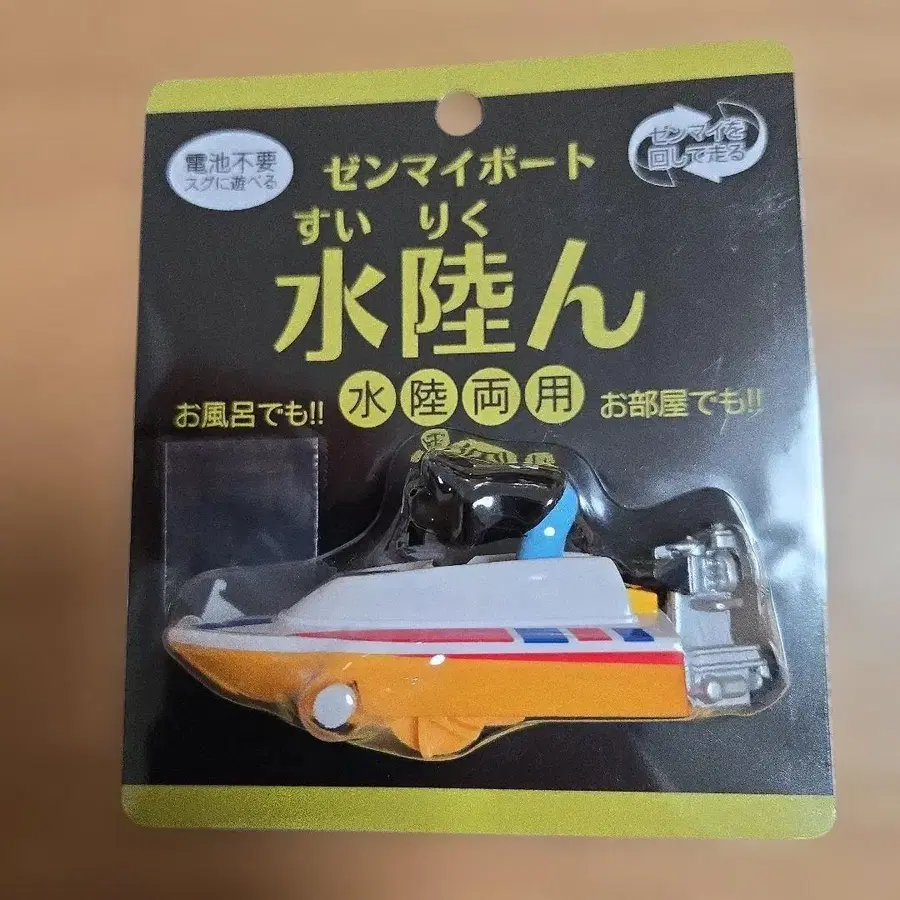 電池不要
スグに遊べる
ゼンマイを
回して走る
ゼンマイボート
すい りく
水陸ん
お風呂でも!!
水陸両用
お部屋でも!!